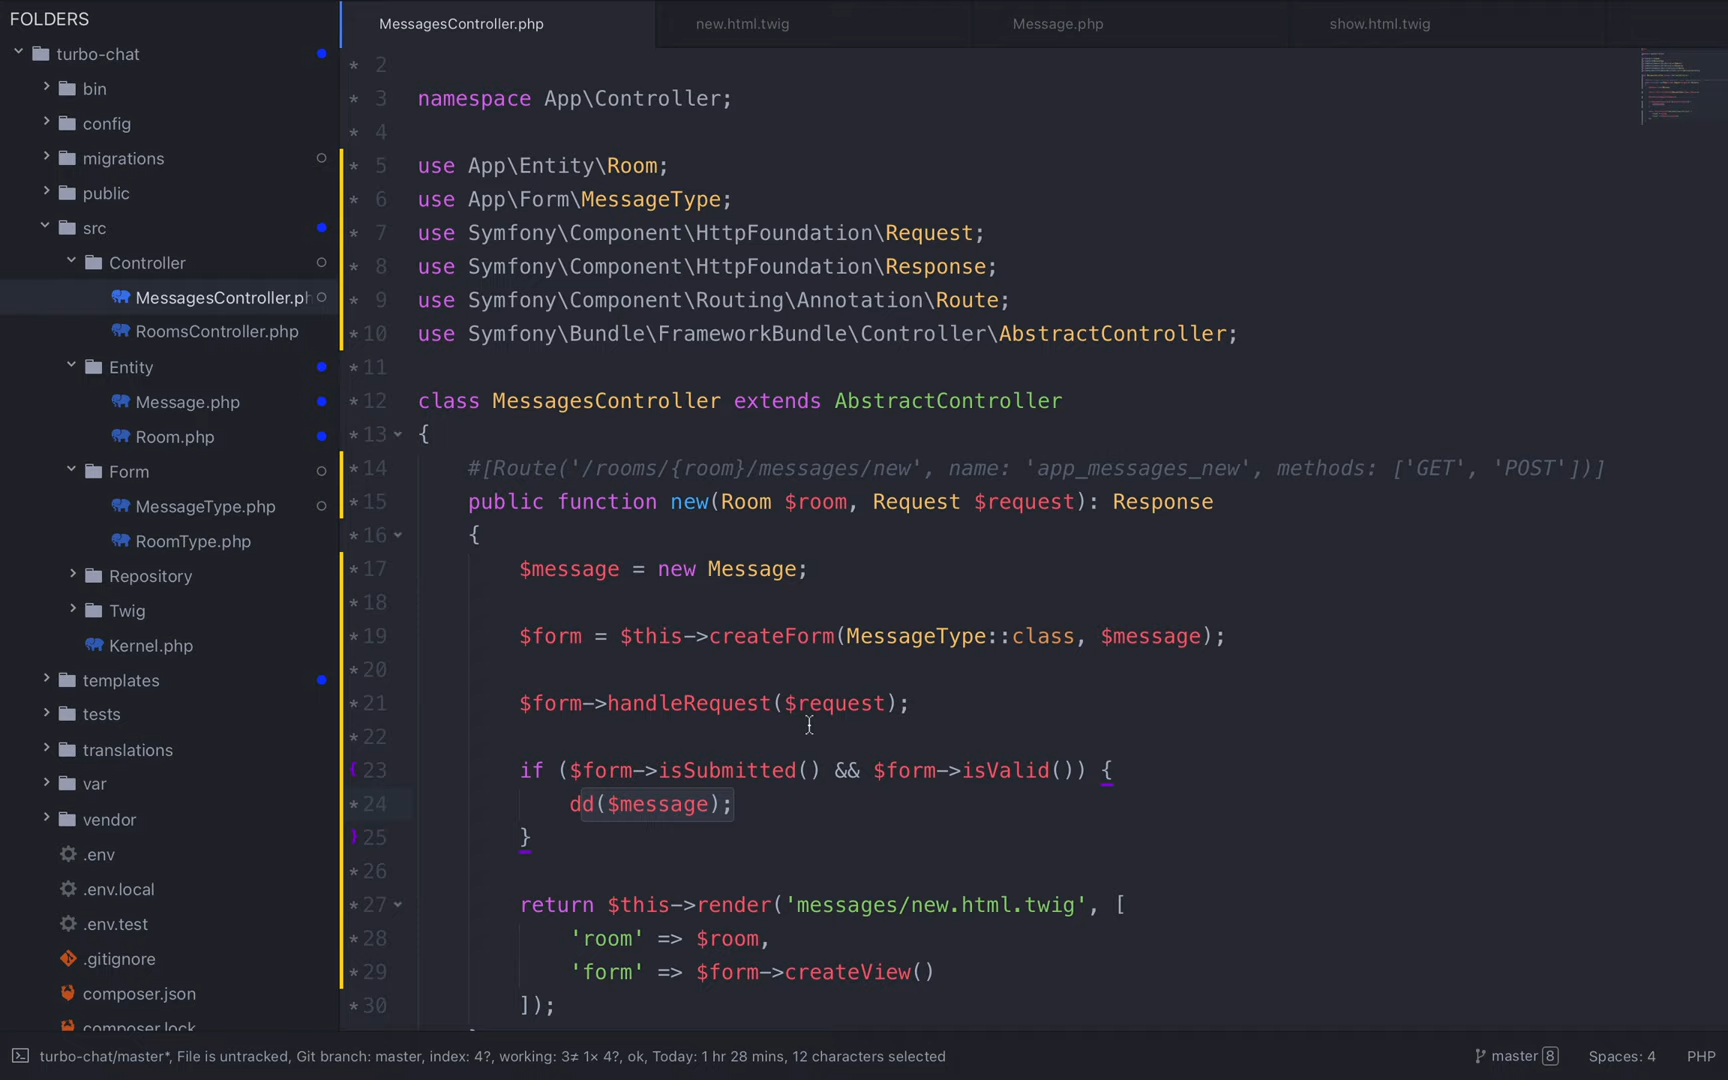 FOLDERS
turbo-chat
bin
config
migrations
public
src
Controller
MessagesController.ph
RoomsController.php
Entity
Message.php
Room.php
Form
MessageType.php
RoomType.php
Repository
Twig
Kernel.php
templates
tests
translations
var
vendor
.env
.env.local
.env.test
.gitignore
composer.json
composer.lock
MessagesController.php new.html.twig Message.php show.html.twig
* 2
* 3 namespace App\Controller;
* 4
* 5 use App\Entity\Room;
* 6 use App\Form\MessageType;
* 7 use Symfony\Component\HttpFoundation\Request;
* 8 use Symfony\Component\HttpFoundation\Response;
* 9 use Symfony\Component\Routing\Annotation\Route;
* 10 use Symfony\Bundle\FrameworkBundle\Controller\AbstractController;
* 11
* 12 class MessagesController extends AbstractController
* 13 {
* 14 #[Route('/rooms/{room}/messages/new', name: 'app_messages_new', methods: ['GET', 'POST'])]
* 15 public function new(Room $room, Request $request): Response
* 16 {
* 17 $message = new Message;
* 18
* 19 $form = $this->createForm(MessageType::class, $message);
* 20
* 21 $form->handleRequest($request);
* 22
{ 23 if ($form->isSubmitted() && $form->isValid()) {
* 24 dd($message);
} 25 }
* 26
* 27 return $this->render('messages/new.html.twig', [
* 28 'room' => $room,
* 29 'form' => $form->createView()
* 30 ]);
turbo-chat/master*, File is untracked, Git branch: master, index: 4?, working: 3≠ 1× 4?, ok, Today: 1 hr 28 mins, 12 characters selected master 8 Spaces: 4 PHP